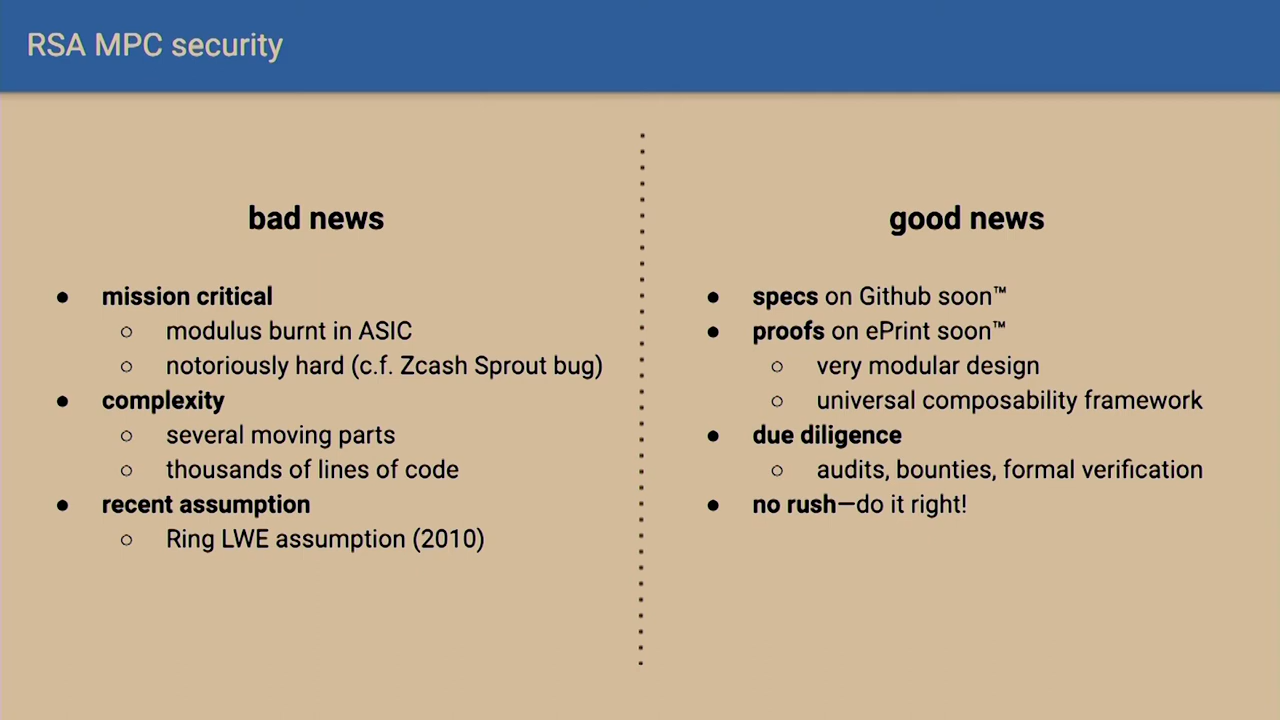 RSA MPC security
bad news
● mission critical
○ modulus burnt in ASIC
○ notoriously hard (c.f. Zcash Sprout bug)
● complexity
○ several moving parts
○ thousands of lines of code
● recent assumption
○ Ring LWE assumption (2010)
good news
● specs on Github soon™
● proofs on ePrint soon™
○ very modular design
○ universal composability framework
● due diligence
○ audits, bounties, formal verification
● no rush—do it right!